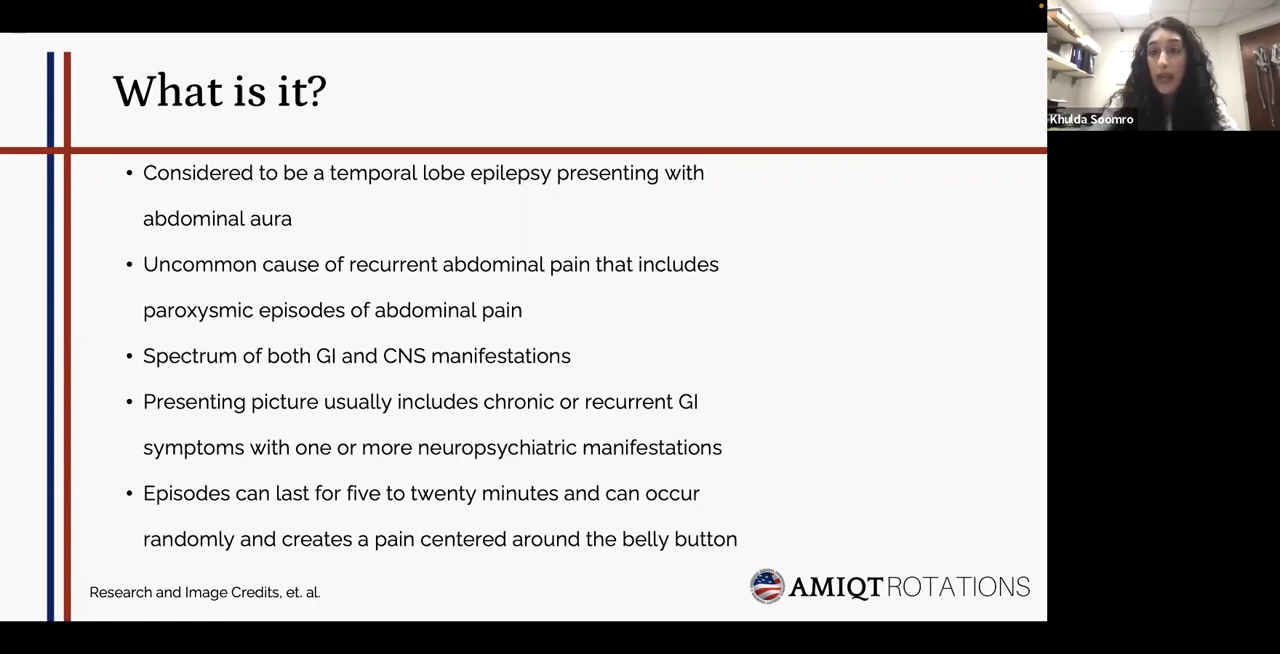 What is it?
Khulda Soomro
• Considered to be a temporal lobe epilepsy presenting with
abdominal aura
• Uncommon cause of recurrent abdominal pain that includes
paroxysmic episodes of abdominal pain
• Spectrum of both GI and CNS manifestations
• Presenting picture usually includes chronic or recurrent GI
symptoms with one or more neuropsychiatric manifestations
• Episodes can last for five to twenty minutes and can occur
randomly and creates a pain centered around the belly button
Research and Image Credits, et. al.
AMIQT ROTATIONS